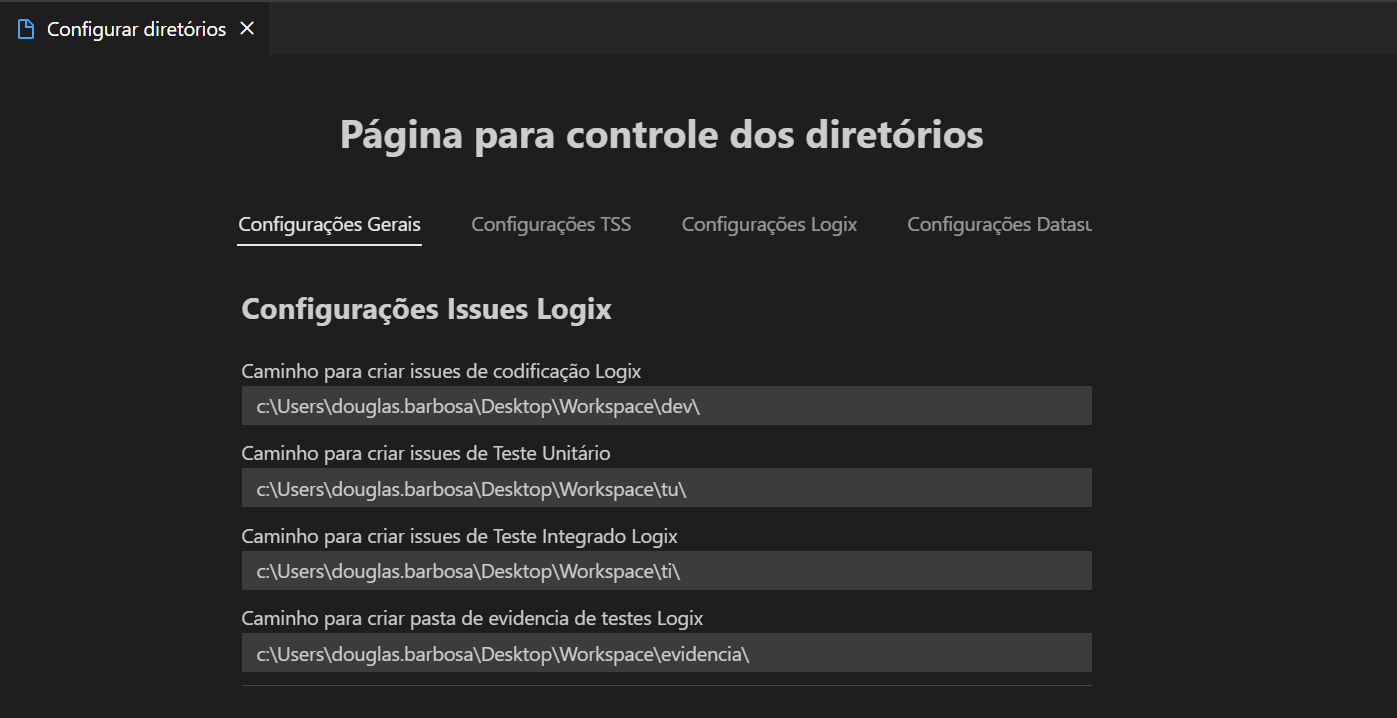 Configurar diretórios
Página para controle dos diretórios
Configurações Gerais Configurações TSS Configurações Logix Configurações Datasu
Configurações Issues Logix
Caminho para criar issues de codificação Logix
c:\Users\douglas.barbosa\Desktop\Workspace\dev\
Caminho para criar issues de Teste Unitário
c:\Users\douglas.barbosa\Desktop\Workspace\tu\
Caminho para criar issues de Teste Integrado Logix
c:\Users\douglas.barbosa\Desktop\Workspace\ti\
Caminho para criar pasta de evidencia de testes Logix
c:\Users\douglas.barbosa\Desktop\Workspace\evidencia\